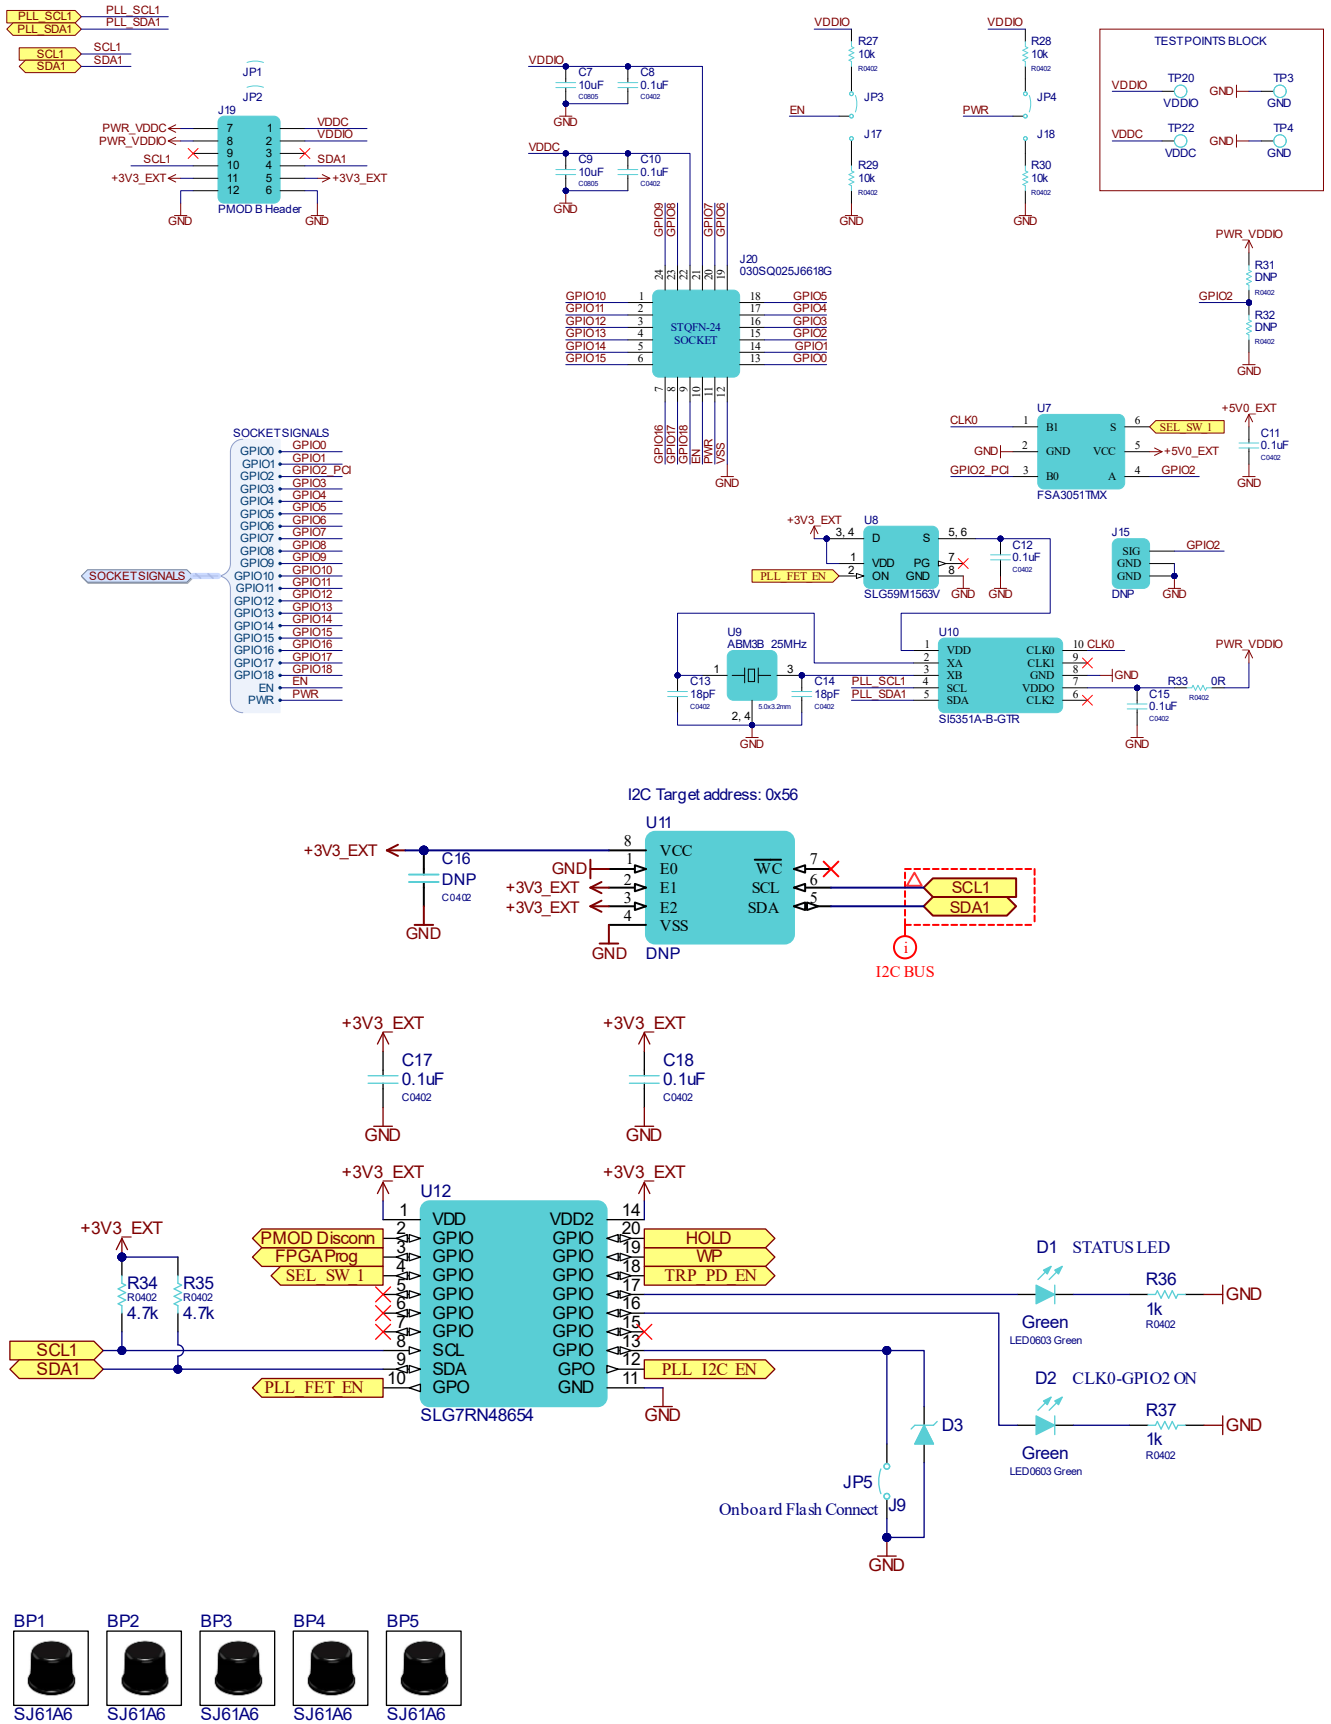 PLL_SCL1 PLL_SCL1
PLL_SDA1 PLL_SDA1
SCL1 SCL1
SDA1 SDA1
JP1
JP2
J19
PWR_VDDC 7 1 VDDC
PWR_VDDIO 8 2 VDDIO
9 3
SCL1 10 4 SDA1
+3V3_EXT 11 5 +3V3_EXT
12 6
PMOD B Header
GND GND
VDDIO
C7 10uF C0805
C8 0.1uF C0402
GND
VDDC
C9 10uF C0805
C10 0.1uF C0402
GND
VDDIO
R27
10k
R0402
JP3
EN
J17
R29
10k
R0402
GND
VDDIO
R28
10k
R0402
JP4
PWR
J18
R30
10k
R0402
GND
TEST POINTS BLOCK
VDDIO TP20 VDDIO
GND TP3 GND
VDDC TP22 VDDC
GND TP4 GND
GPIO9 GPIO8 GPIO7 GPIO6
24 23 22 21 20 19
J20
030SQ025J6618G
GPIO10 1 18 GPIO5
GPIO11 2 17 GPIO4
GPIO12 3 16 GPIO3
GPIO13 4 15 GPIO2
GPIO14 5 14 GPIO1
GPIO15 6 13 GPIO0
STQFN-24
SOCKET
7 8 9 10 11 12
GPIO16 GPIO17 GPIO18 EN PWR VSS
GND
PWR_VDDIO
R31
DNP
R0402
GPIO2
R32
DNP
R0402
GND
SOCKET SIGNALS
GPIO0 GPIO0
GPIO1 GPIO1
GPIO2 GPIO2_PCI
GPIO3 GPIO3
GPIO4 GPIO4
GPIO5 GPIO5
GPIO6 GPIO6
GPIO7 GPIO7
GPIO8 GPIO8
GPIO9 GPIO9
GPIO10 GPIO10
GPIO11 GPIO11
GPIO12 GPIO12
GPIO13 GPIO13
GPIO14 GPIO14
GPIO15 GPIO15
GPIO16 GPIO16
GPIO17 GPIO17
GPIO18 GPIO18
EN EN
PWR PWR
SOCKET SIGNALS
U7
CLK0 1 B1 S 6 SEL_SW_1
GND 2 GND VCC 5 +5V0_EXT
GPIO2_PCI 3 B0 A 4 GPIO2
FSA3051TMX
+5V0_EXT
C11
0.1uF
C0402
GND
U8
+3V3_EXT 3, 4 D S 5, 6
1 VDD PG 7
PLL_FET_EN 2 ON GND 8
SLG59M1563V
GND
C12
0.1uF
C0402
GND
J15
SIG GPIO2
GND
GND
DNP
GND
U9
ABM3B_25MHz
1 3
2, 4
5.0x3.2mm
C13
18pF
C0402
C14
18pF
C0402
GND
U10
1 VDD CLK0 10 CLK0
2 XA CLK1 9
3 XB GND 8 GND
PLL_SCL1 4 SCL VDDO 7
PLL_SDA1 5 SDA CLK2 6
SI5351A-B-GTR
C15
0.1uF
C0402
GND
R33 0R
R0402
PWR_VDDIO
I2C Target address: 0x56
U11
+3V3_EXT 8 VCC
C16
DNP
C0402
GND
GND 1 E0 WC 7
+3V3_EXT 2 E1 SCL 6 SCL1
+3V3_EXT 3 E2 SDA 5 SDA1
4 VSS
GND
DNP
i
I2C BUS
+3V3_EXT
C17
0.1uF
C0402
GND
+3V3_EXT
C18
0.1uF
C0402
GND
+3V3_EXT +3V3_EXT
U12
1 VDD VDD2 14
PMOD Disconn 2 GPIO GPIO 20 HOLD
FPGA Prog 3 GPIO GPIO 19 WP
SEL_SW_1 4 GPIO GPIO 18 TRP_PD_EN
5 GPIO GPIO 17
6 GPIO GPIO 16
7 GPIO GPIO 15
SCL1 8 SCL GPIO 13
SDA1 9 SDA GPO 12 PLL_I2C_EN
PLL_FET_EN 10 GPO GND 11
SLG7RN48654
GND
+3V3_EXT
R34
R0402
4.7k
R35
R0402
4.7k
D1 STATUS LED
Green
LED0603 Green
R36
1k
R0402
GND
D2 CLK0-GPIO2 ON
Green
LED0603 Green
R37
1k
R0402
GND
D3
JP5
J9
Onboard Flash Connect
GND
BP1 BP2 BP3 BP4 BP5
SJ61A6 SJ61A6 SJ61A6 SJ61A6 SJ61A6